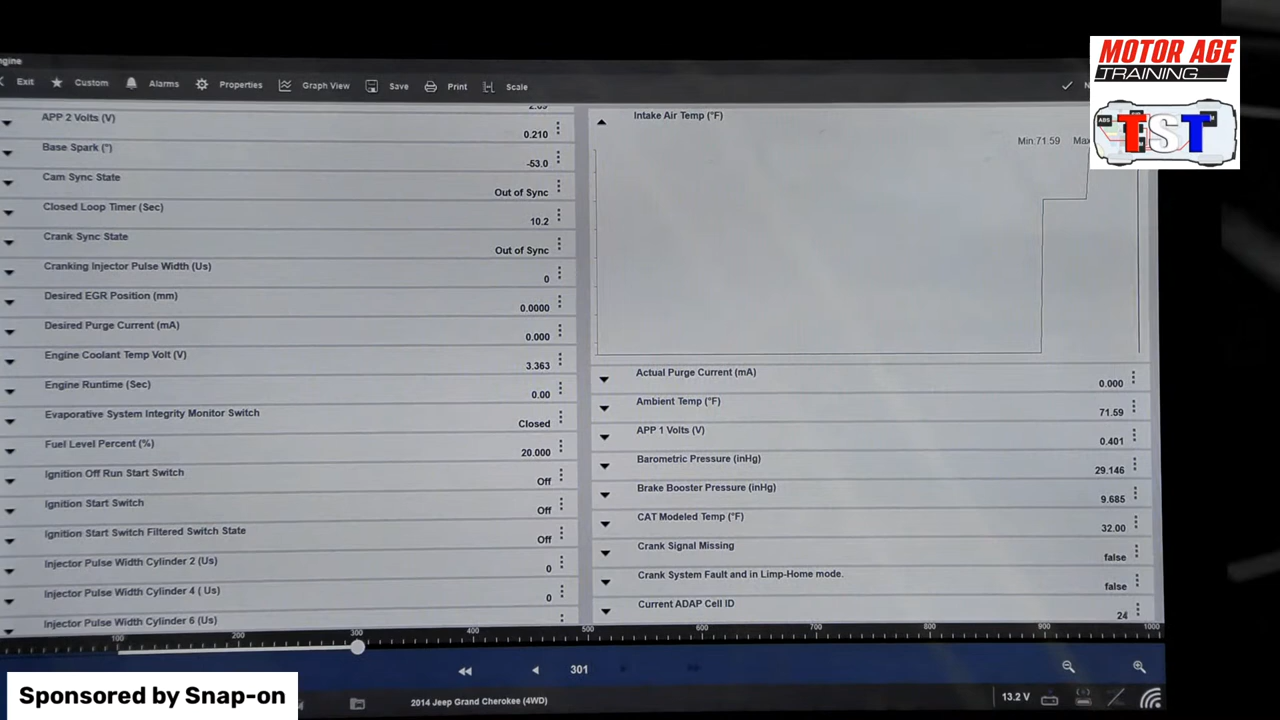 ngine
Exit Custom Alarms Properties Graph View Save Print Scale
MOTOR AGE
TRAINING
TST
ABS
APP 2 Volts (V)
0.210
Base Spark (°)
-53.0
Cam Sync State
Out of Sync
Closed Loop Timer (Sec)
10.2
Crank Sync State
Out of Sync
Cranking Injector Pulse Width (Us)
0
Desired EGR Position (mm)
0.0000
Desired Purge Current (mA)
0.000
Engine Coolant Temp Volt (V)
3.363
Engine Runtime (Sec)
0.00
Evaporative System Integrity Monitor Switch
Closed
Fuel Level Percent (%)
20.000
Ignition Off Run Start Switch
Off
Ignition Start Switch
Off
Ignition Start Switch Filtered Switch State
Off
Injector Pulse Width Cylinder 2 (Us)
0
Injector Pulse Width Cylinder 4 ( Us)
0
Injector Pulse Width Cylinder 6 (Us)
Intake Air Temp (°F)
Min:71.59 Max
Actual Purge Current (mA)
0.000
Ambient Temp (°F)
71.59
APP 1 Volts (V)
0.401
Barometric Pressure (inHg)
29.146
Brake Booster Pressure (inHg)
9.685
CAT Modeled Temp (°F)
32.00
Crank Signal Missing
false
Crank System Fault and in Limp-Home mode.
false
Current ADAP Cell ID
24
100 200 300 400 500 600 700 800 900 1000
301
Sponsored by Snap-on
2014 Jeep Grand Cherokee (4WD)
13.2 V